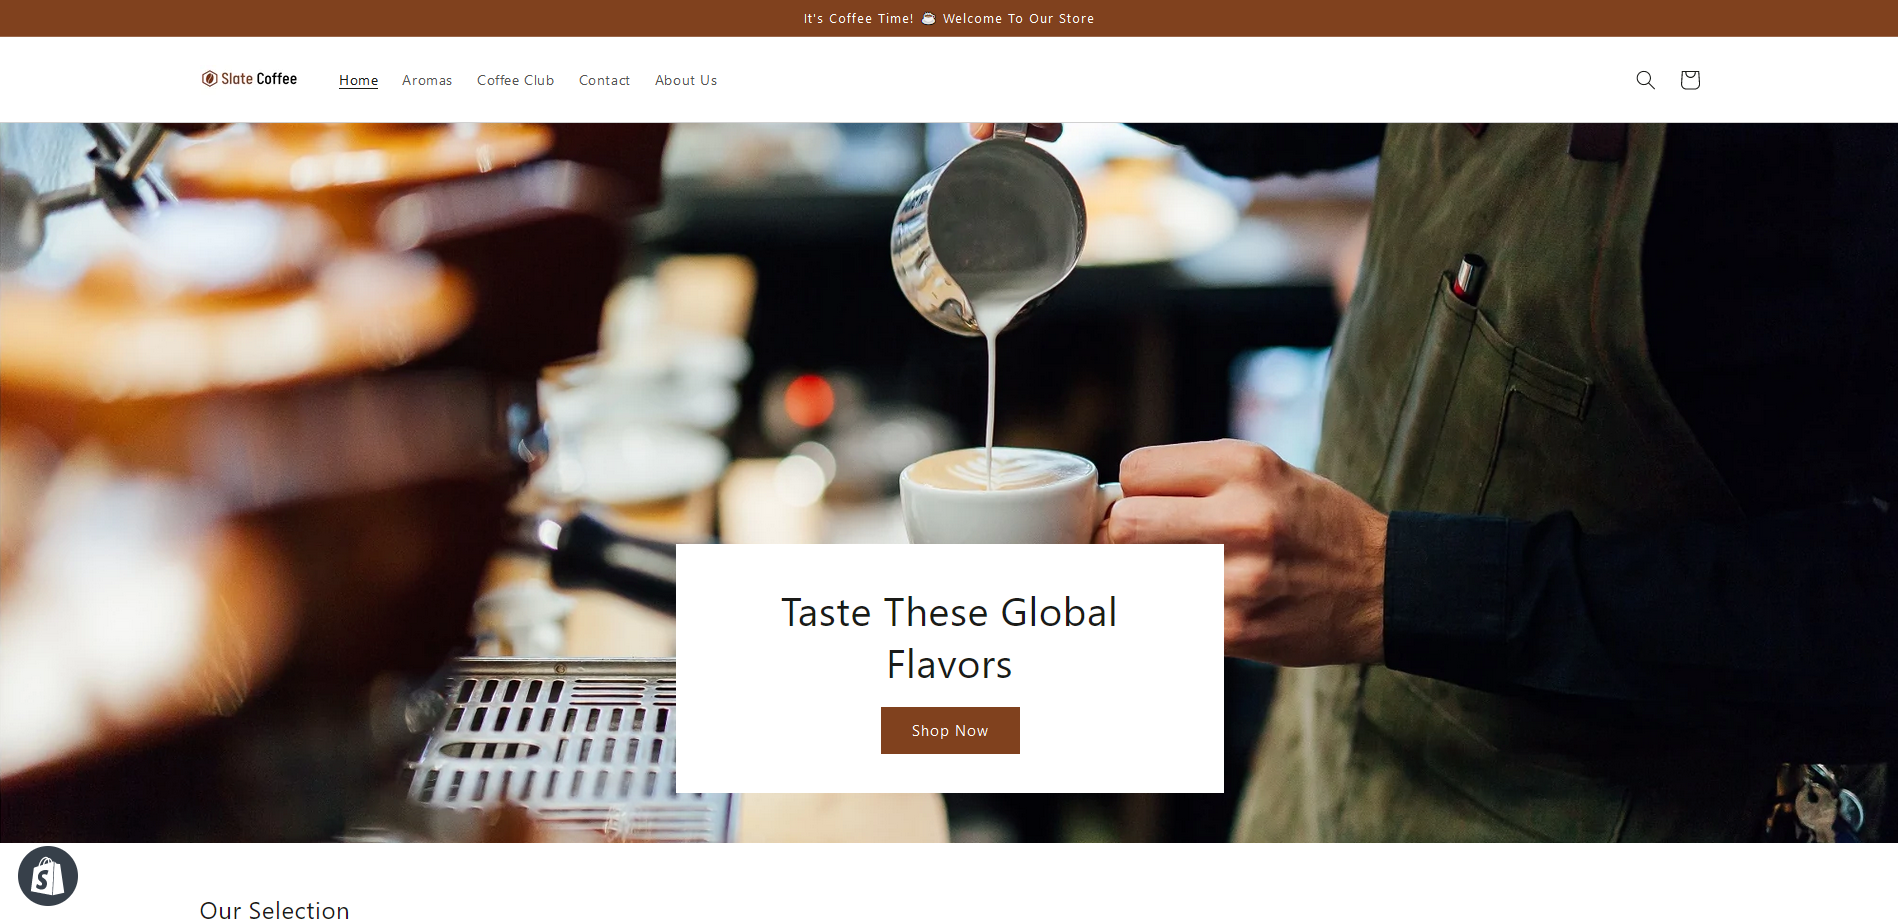 It's Coffee Time! ☕ Welcome To Our Store
Slate Coffee
Home Aromas Coffee Club Contact About Us
Taste These Global
Flavors
Shop Now
Our Selection